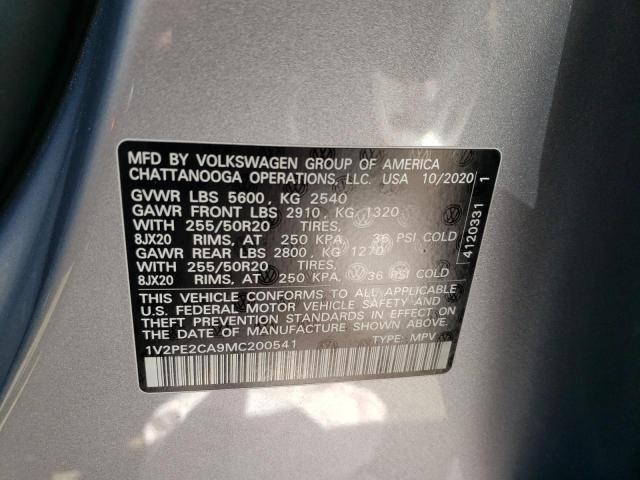 MFD BY VOLKSWAGEN GROUP OF AMERICA
CHATTANOOGA OPERATIONS, LLC. USA 10/2020
GVWR LBS 5600, KG 2540
GAWR FRONT LBS 2910, KG 1320
WITH 255/50R20 TIRES,
8JX20 RIMS, AT 250 KPA, 36 PSI COLD
GAWR REAR LBS 2800, KG 1270
WITH 255/50R20 TIRES,
8JX20 RIMS, AT 250 KPA, 36 PSI COLD
THIS VEHICLE CONFORMS TO ALL APPLICABLE
U.S. FEDERAL MOTOR VEHICLE SAFETY AND
THEFT PREVENTION STANDARDS IN EFFECT
ON THE DATE OF MANUFACTURE SHOWN ABOVE.
1V2PE2CA9MC200541 TYPE: MPV
4120331 1